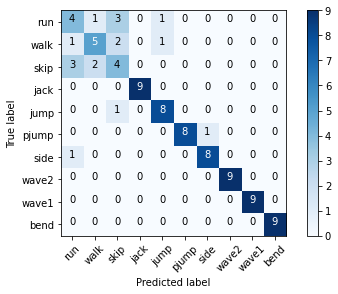 run 4 1 3 0 1 0 0 0 0 0
walk 1 5 2 0 1 0 0 0 0 0
skip 3 2 4 0 0 0 0 0 0 0
jack 0 0 0 9 0 0 0 0 0 0
jump 0 0 1 0 8 0 0 0 0 0
pjump 0 0 0 0 0 8 1 0 0 0
side 1 0 0 0 0 0 8 0 0 0
wave2 0 0 0 0 0 0 0 9 0 0
wave1 0 0 0 0 0 0 0 0 9 0
bend 0 0 0 0 0 0 0 0 0 9
run walk skip jack jump pjump side wave2 wave1 bend
Predicted label
True label
9
8
7
6
5
4
3
2
1
0